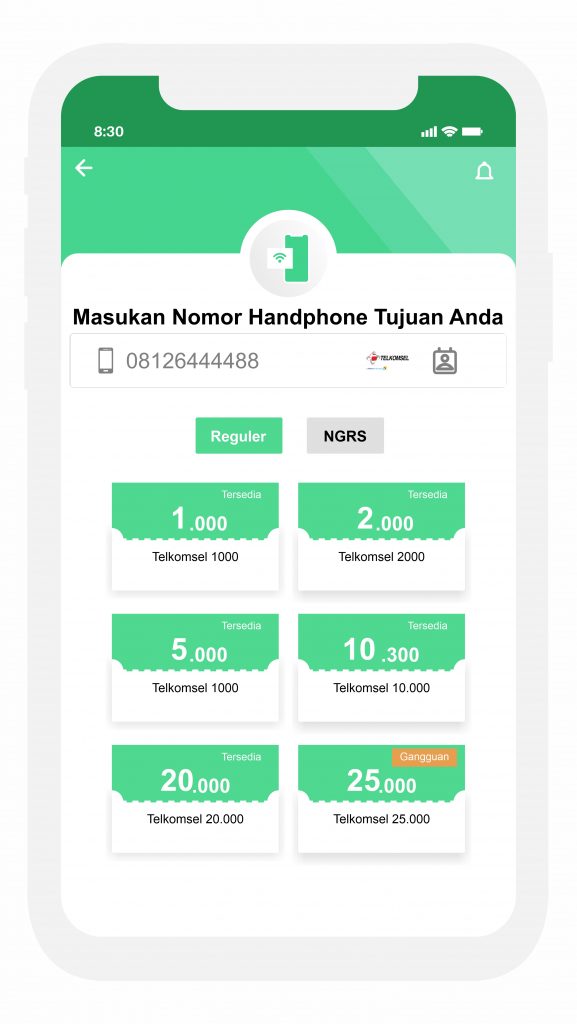 8:30
Masukan Nomor Handphone Tujuan Anda
08126444488 TELKOMSEL
Reguler NGRS
Tersedia Tersedia
1.000 2.000
Telkomsel 1000 Telkomsel 2000
Tersedia Tersedia
5.000 10.300
Telkomsel 1000 Telkomsel 10.000
Tersedia Gangguan
20.000 25.000
Telkomsel 20.000 Telkomsel 25.000